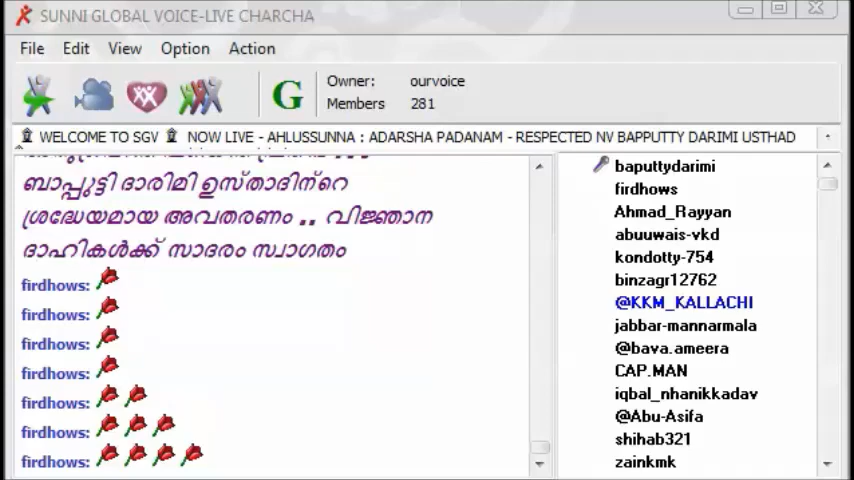 SUNNI GLOBAL VOICE-LIVE CHARCHA
File Edit View Option Action
G
Owner: ourvoice
Members 281
WELCOME TO SGV NOW LIVE - AHLUSSUNNA : ADARSHA PADANAM - RESPECTED NV BAPPUTTY DARIMI USTHAD
ബാപ്പുട്ടി ദാരിമി ഉസ്താദിന്റെ
ശ്രദ്ധേയമായ അവതരണം .. വിജ്ഞാന
ദാഹികൾക്ക് സാദരം സ്വാഗതം
firdhows:
firdhows:
firdhows:
firdhows:
firdhows:
firdhows:
firdhows:
baputtydarimi
firdhows
Ahmad_Rayyan
abuuwais-vkd
kondotty-754
binzagr12762
@KKM_KALLACHI
jabbar-mannarmala
@bava.ameera
CAP.MAN
iqbal_nhanikkadav
@Abu-Asifa
shihab321
zainkmk